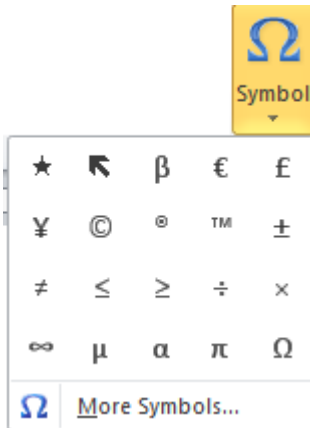 Ω
Symbol
★ ↖ β € £
¥ © ® ™ ±
≠ ≤ ≥ ÷ ×
∞ µ α π Ω
Ω More Symbols...